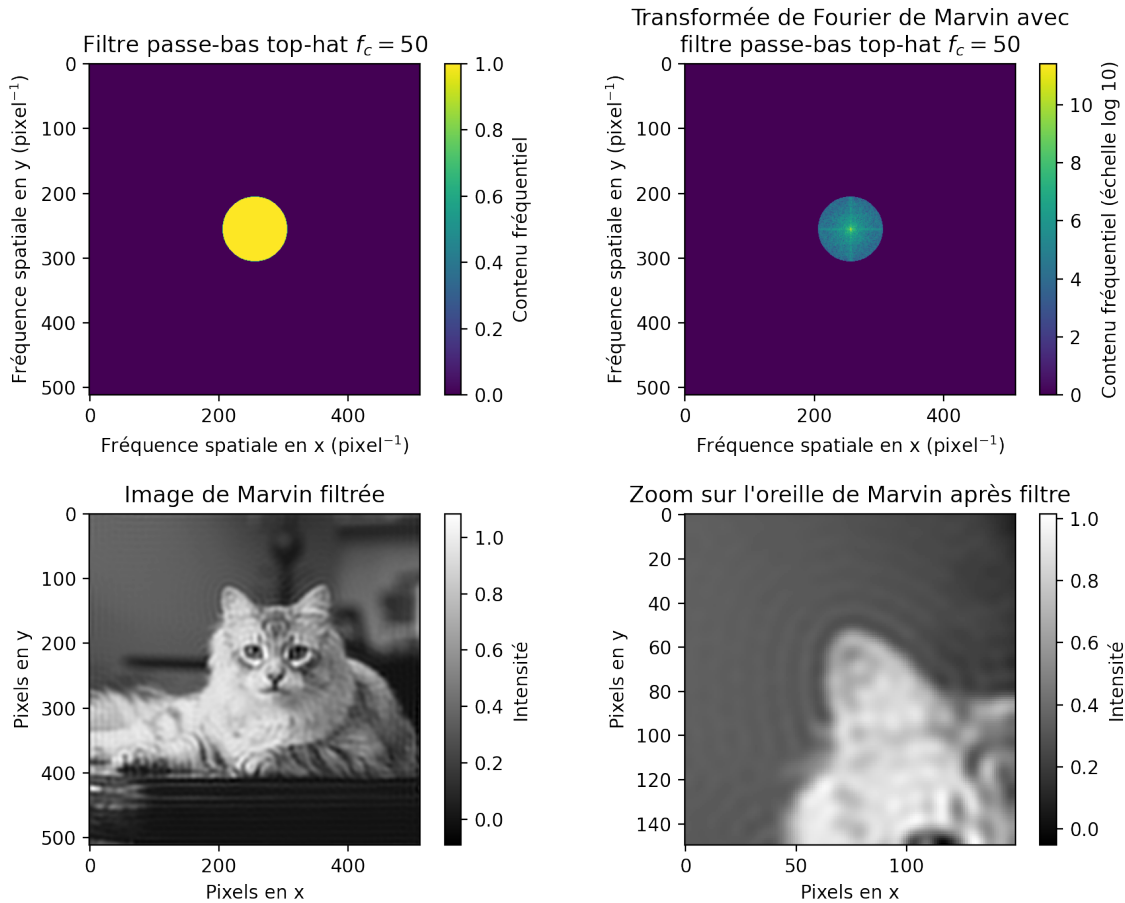 Filtre passe-bas top-hat $f_c = 50$
0
100
200
300
400
500
Fréquence spatiale en y (pixel⁻¹)
0 200 400
Fréquence spatiale en x (pixel⁻¹)
1.0
0.8
0.6
0.4
0.2
0.0
Contenu fréquentiel
Transformée de Fourier de Marvin avec
filtre passe-bas top-hat $f_c = 50$
0
100
200
300
400
500
Fréquence spatiale en y (pixel⁻¹)
0 200 400
Fréquence spatiale en x (pixel⁻¹)
10
8
6
4
2
0
Contenu fréquentiel (échelle log 10)
Image de Marvin filtrée
0
100
200
300
400
500
Pixels en y
0 200 400
Pixels en x
1.0
0.8
0.6
0.4
0.2
0.0
Intensité
Zoom sur l'oreille de Marvin après filtre
0
20
40
60
80
100
120
140
Pixels en y
0 50 100
Pixels en x
1.0
0.8
0.6
0.4
0.2
0.0
Intensité